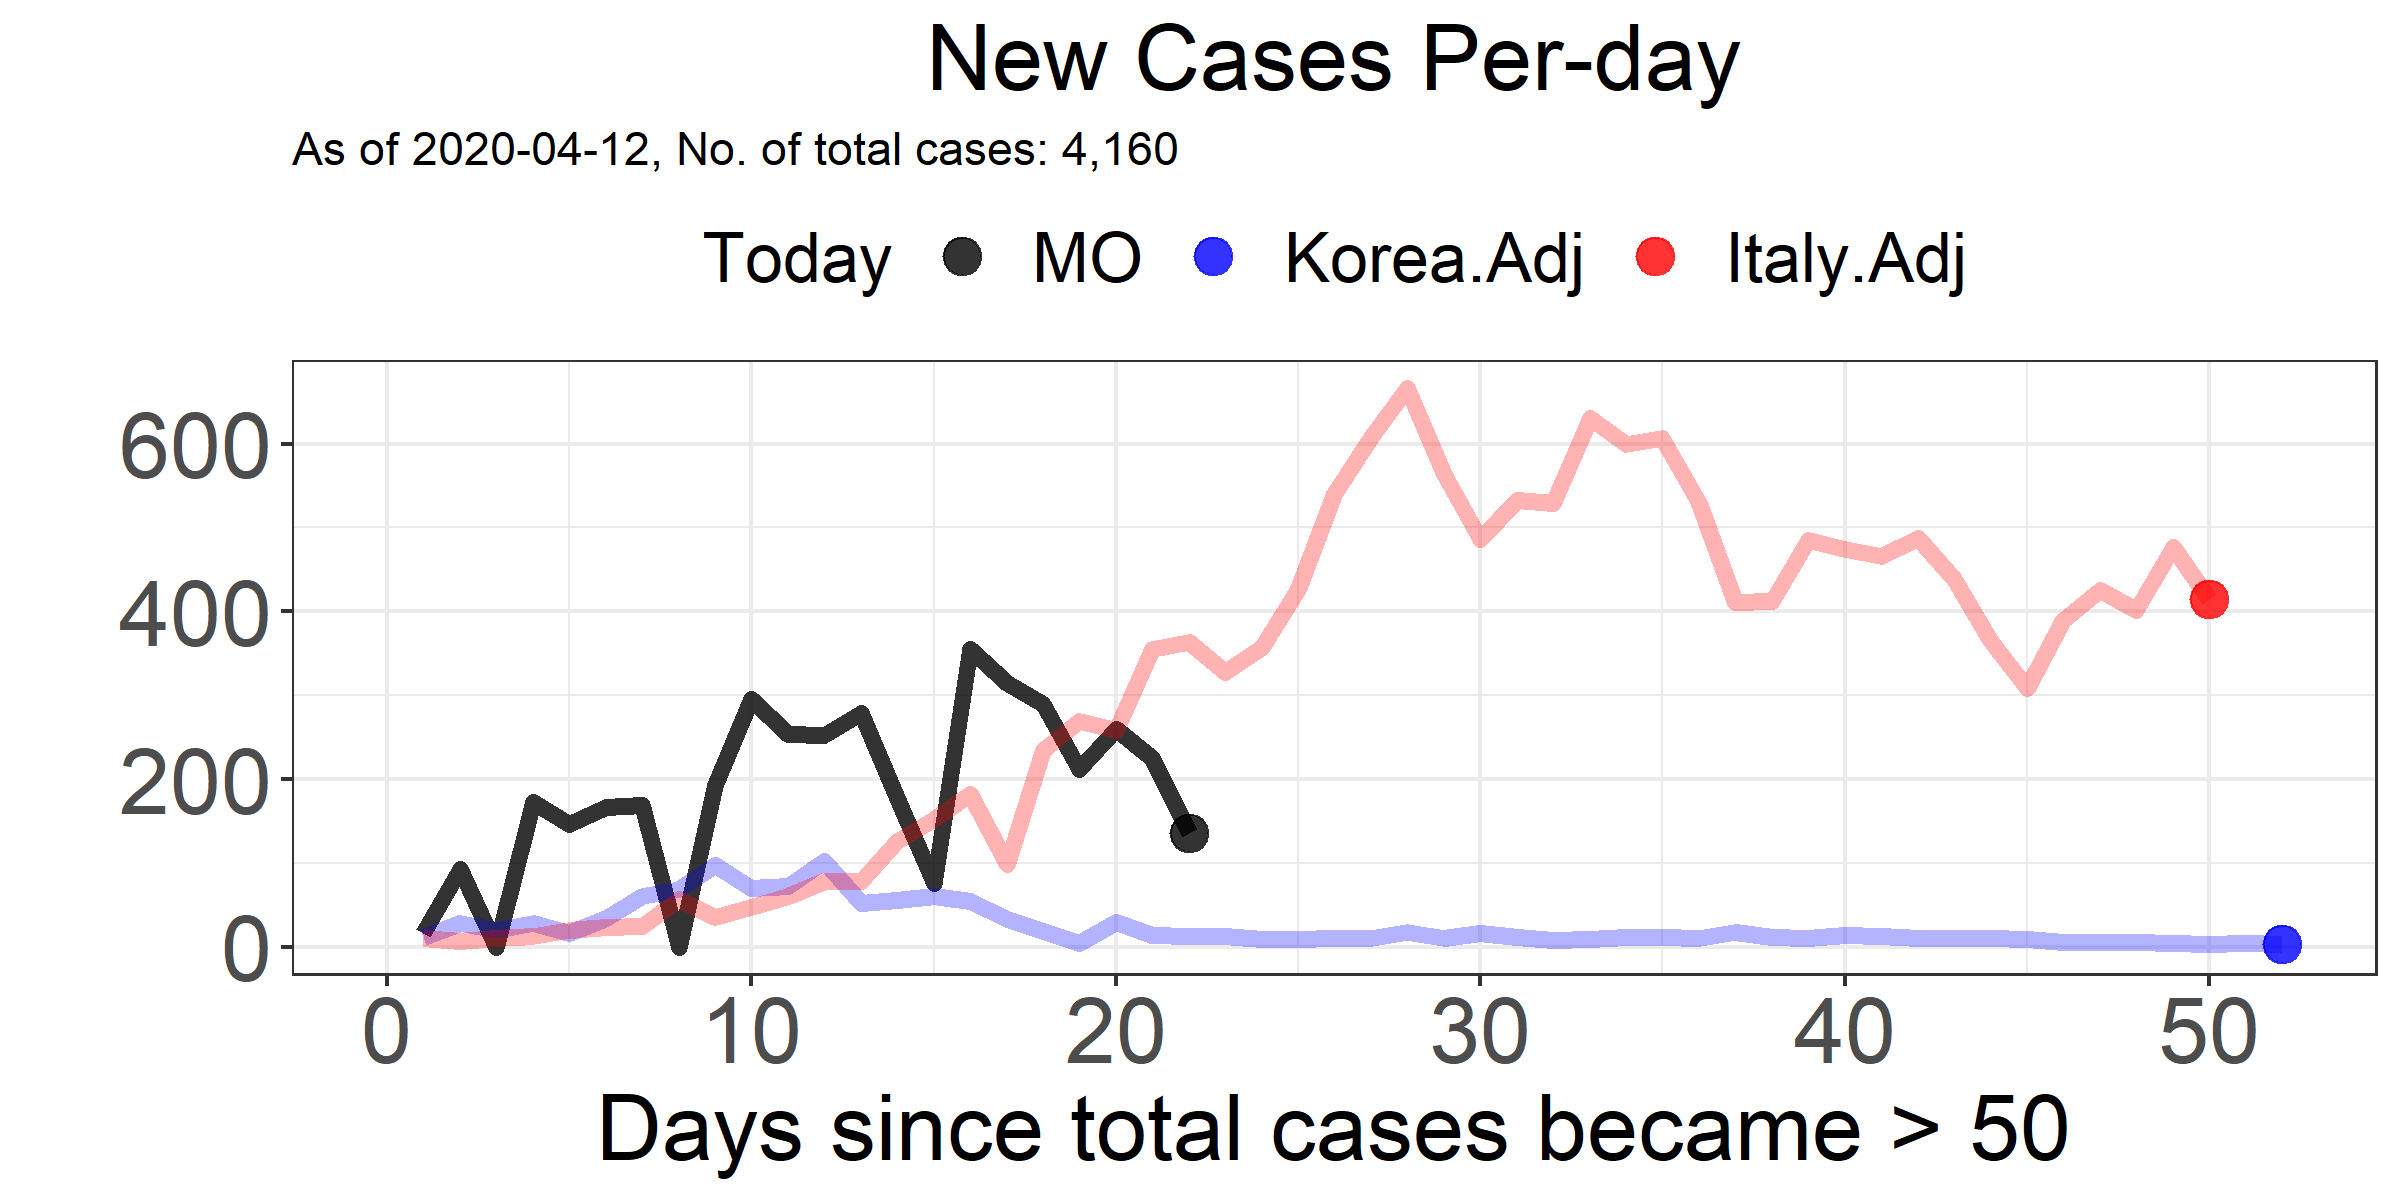 New Cases Per-day
As of 2020-04-12, No. of total cases: 4,160
Today MO Korea.Adj Italy.Adj
600
400
200
0
0 10 20 30 40 50
Days since total cases became > 50